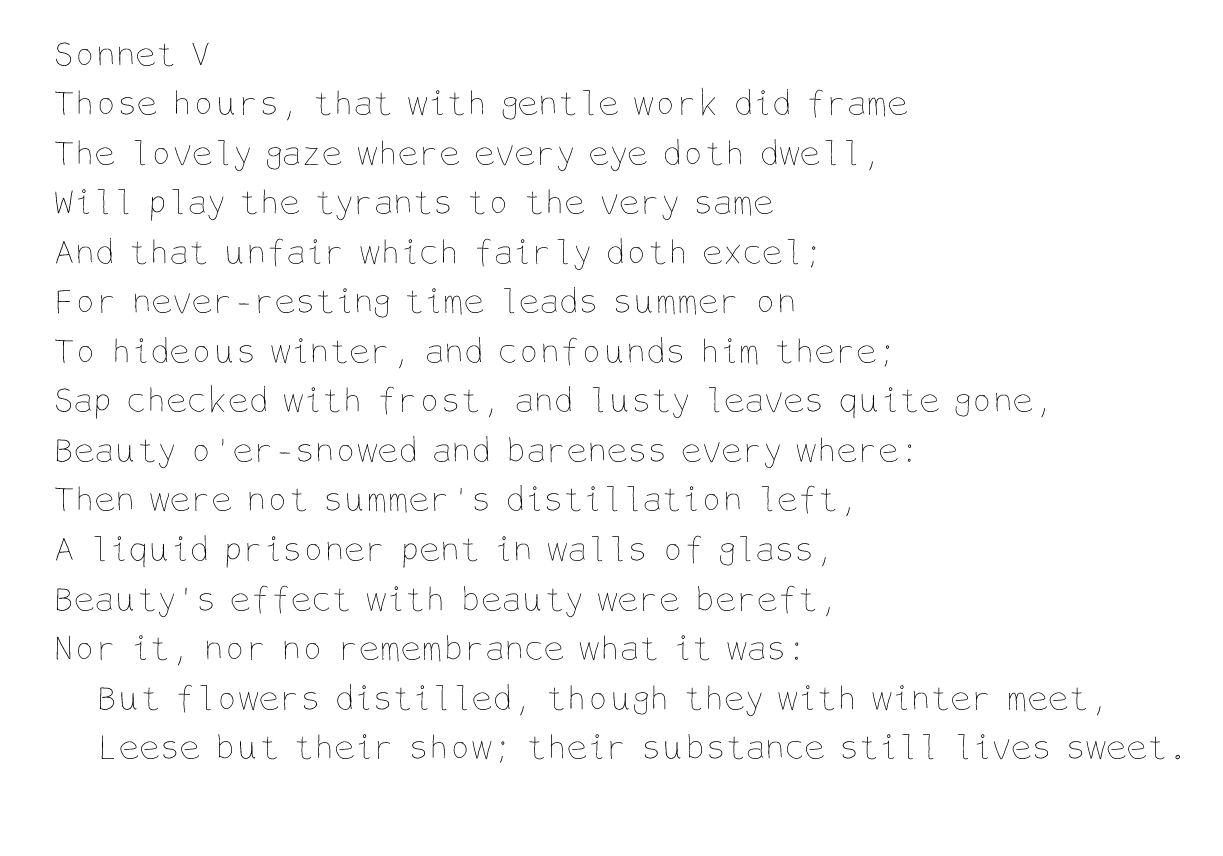 Sonnet V
Those hours, that with gentle work did frame
The lovely gaze where every eye doth dwell,
Will play the tyrants to the very same
And that unfair which fairly doth excel;
For never-resting time leads summer on
To hideous winter, and confounds him there;
Sap checked with frost, and lusty leaves quite gone,
Beauty o'er-snowed and bareness every where:
Then were not summer's distillation left,
A liquid prisoner pent in walls of glass,
Beauty's effect with beauty were bereft,
Nor it, nor no remembrance what it was:
But flowers distilled, though they with winter meet,
Leese but their show; their substance still lives sweet.